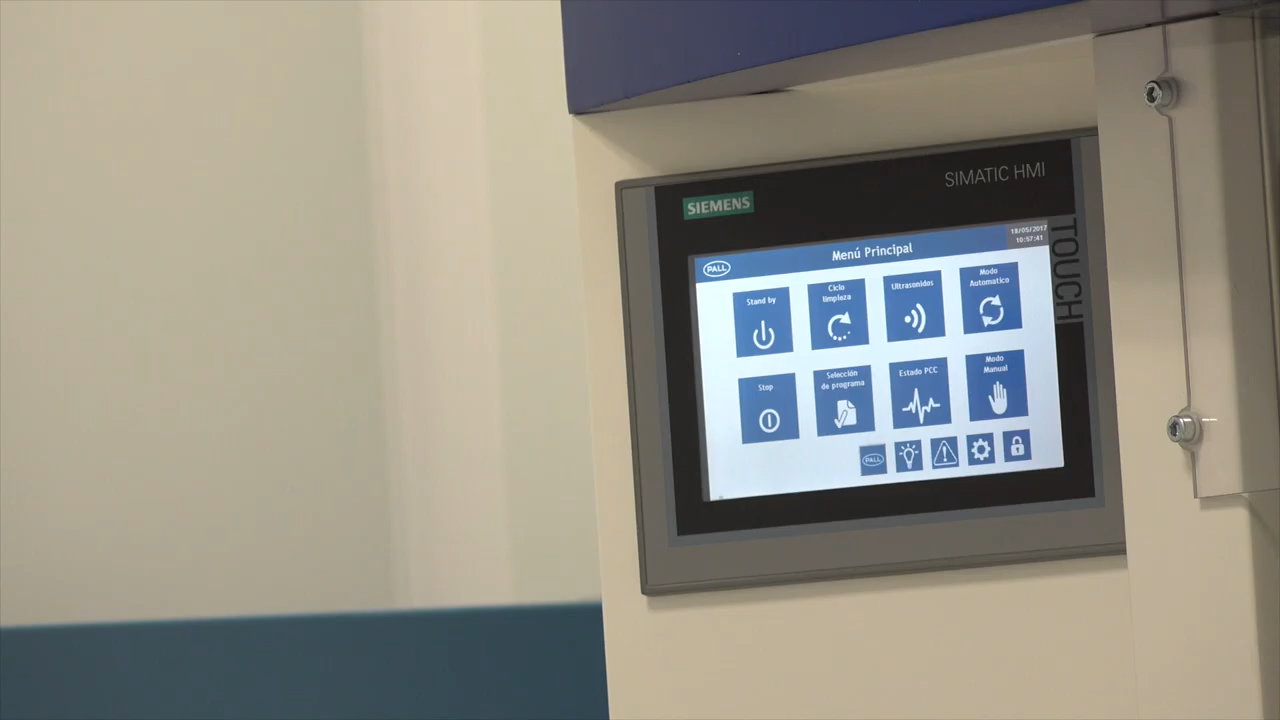 SIEMENS
SIMATIC HMI
TOUCH
PALL
Menú Principal
18/05/2017
10:57:41
Stand by
Ciclo
limpieza
Ultrasonidos
Modo
Automatico
Stop
Selección
de programa
Estado PCC
Modo
Manual
PALL